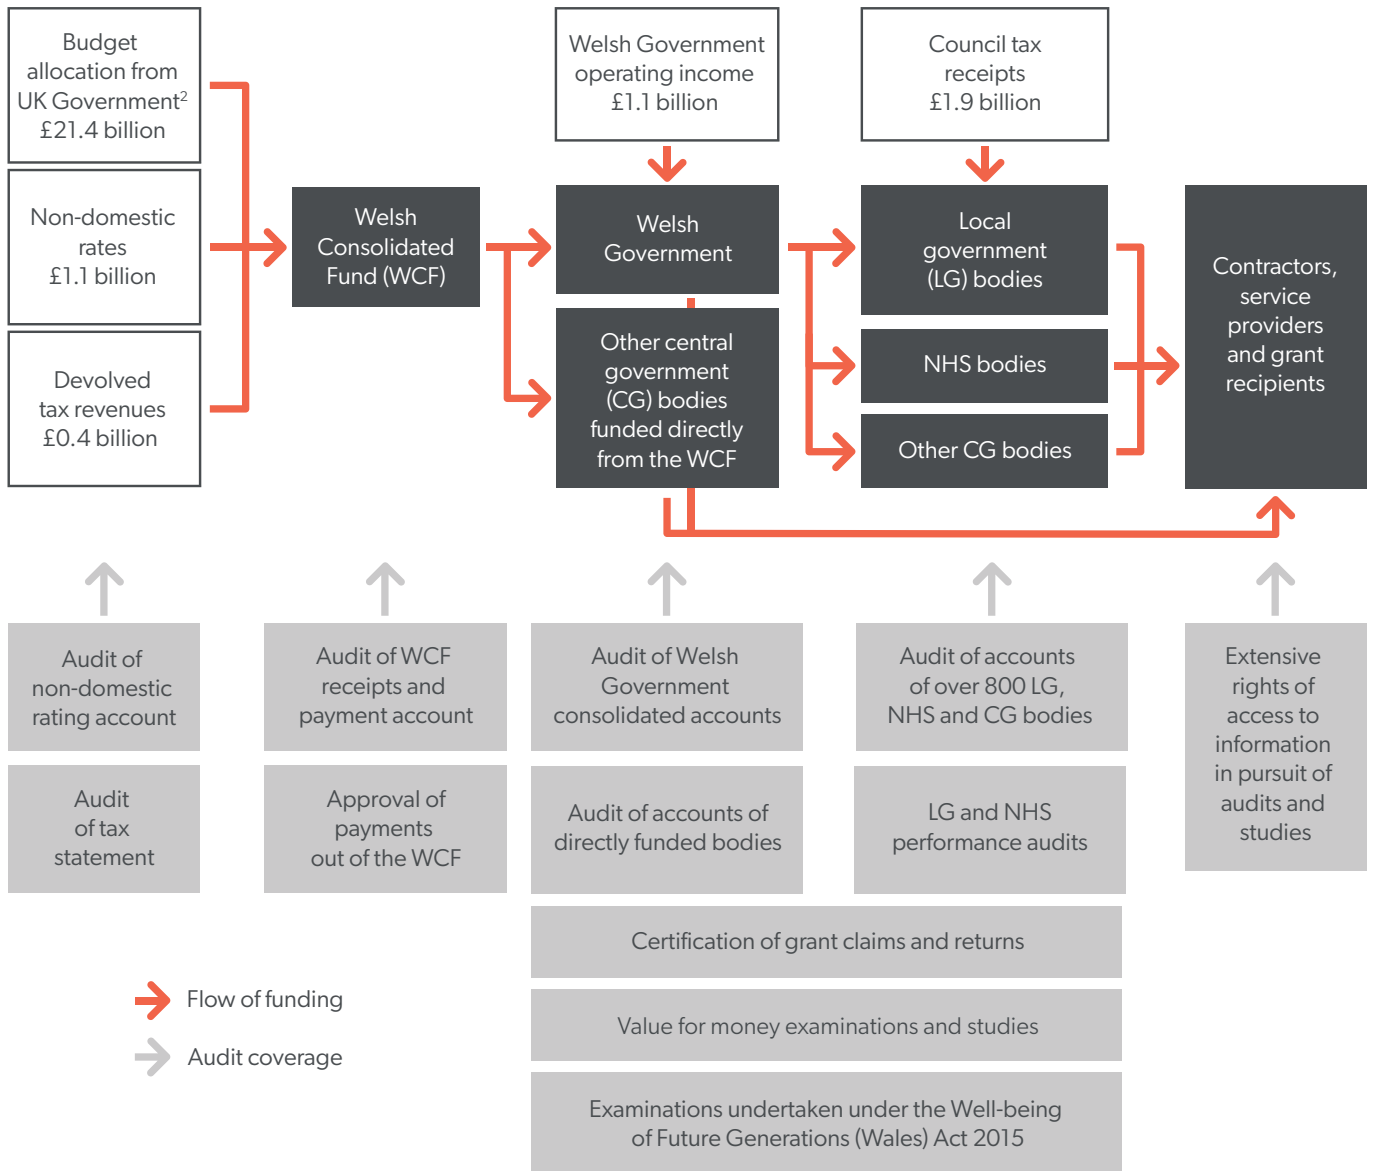 Budget
allocation from
UK Government²
£21.4 billion
Non-domestic
rates
£1.1 billion
Devolved
tax revenues
£0.4 billion
Welsh
Consolidated
Fund (WCF)
Welsh Government
operating income
£1.1 billion
Welsh
Government
Other central
government
(CG) bodies
funded directly
from the WCF
Council tax
receipts
£1.9 billion
Local
government
(LG) bodies
NHS bodies
Other CG bodies
Contractors,
service
providers
and grant
recipients
Audit of
non-domestic
rating account
Audit
of tax
statement
Audit of WCF
receipts and
payment account
Approval of
payments
out of the WCF
Audit of Welsh
Government
consolidated accounts
Audit of accounts of
directly funded bodies
Audit of accounts
of over 800 LG,
NHS and CG bodies
LG and NHS
performance audits
Extensive
rights of
access to
information
in pursuit of
audits and
studies
Certification of grant claims and returns
Value for money examinations and studies
Examinations undertaken under the Well-being
of Future Generations (Wales) Act 2015
Flow of funding
Audit coverage